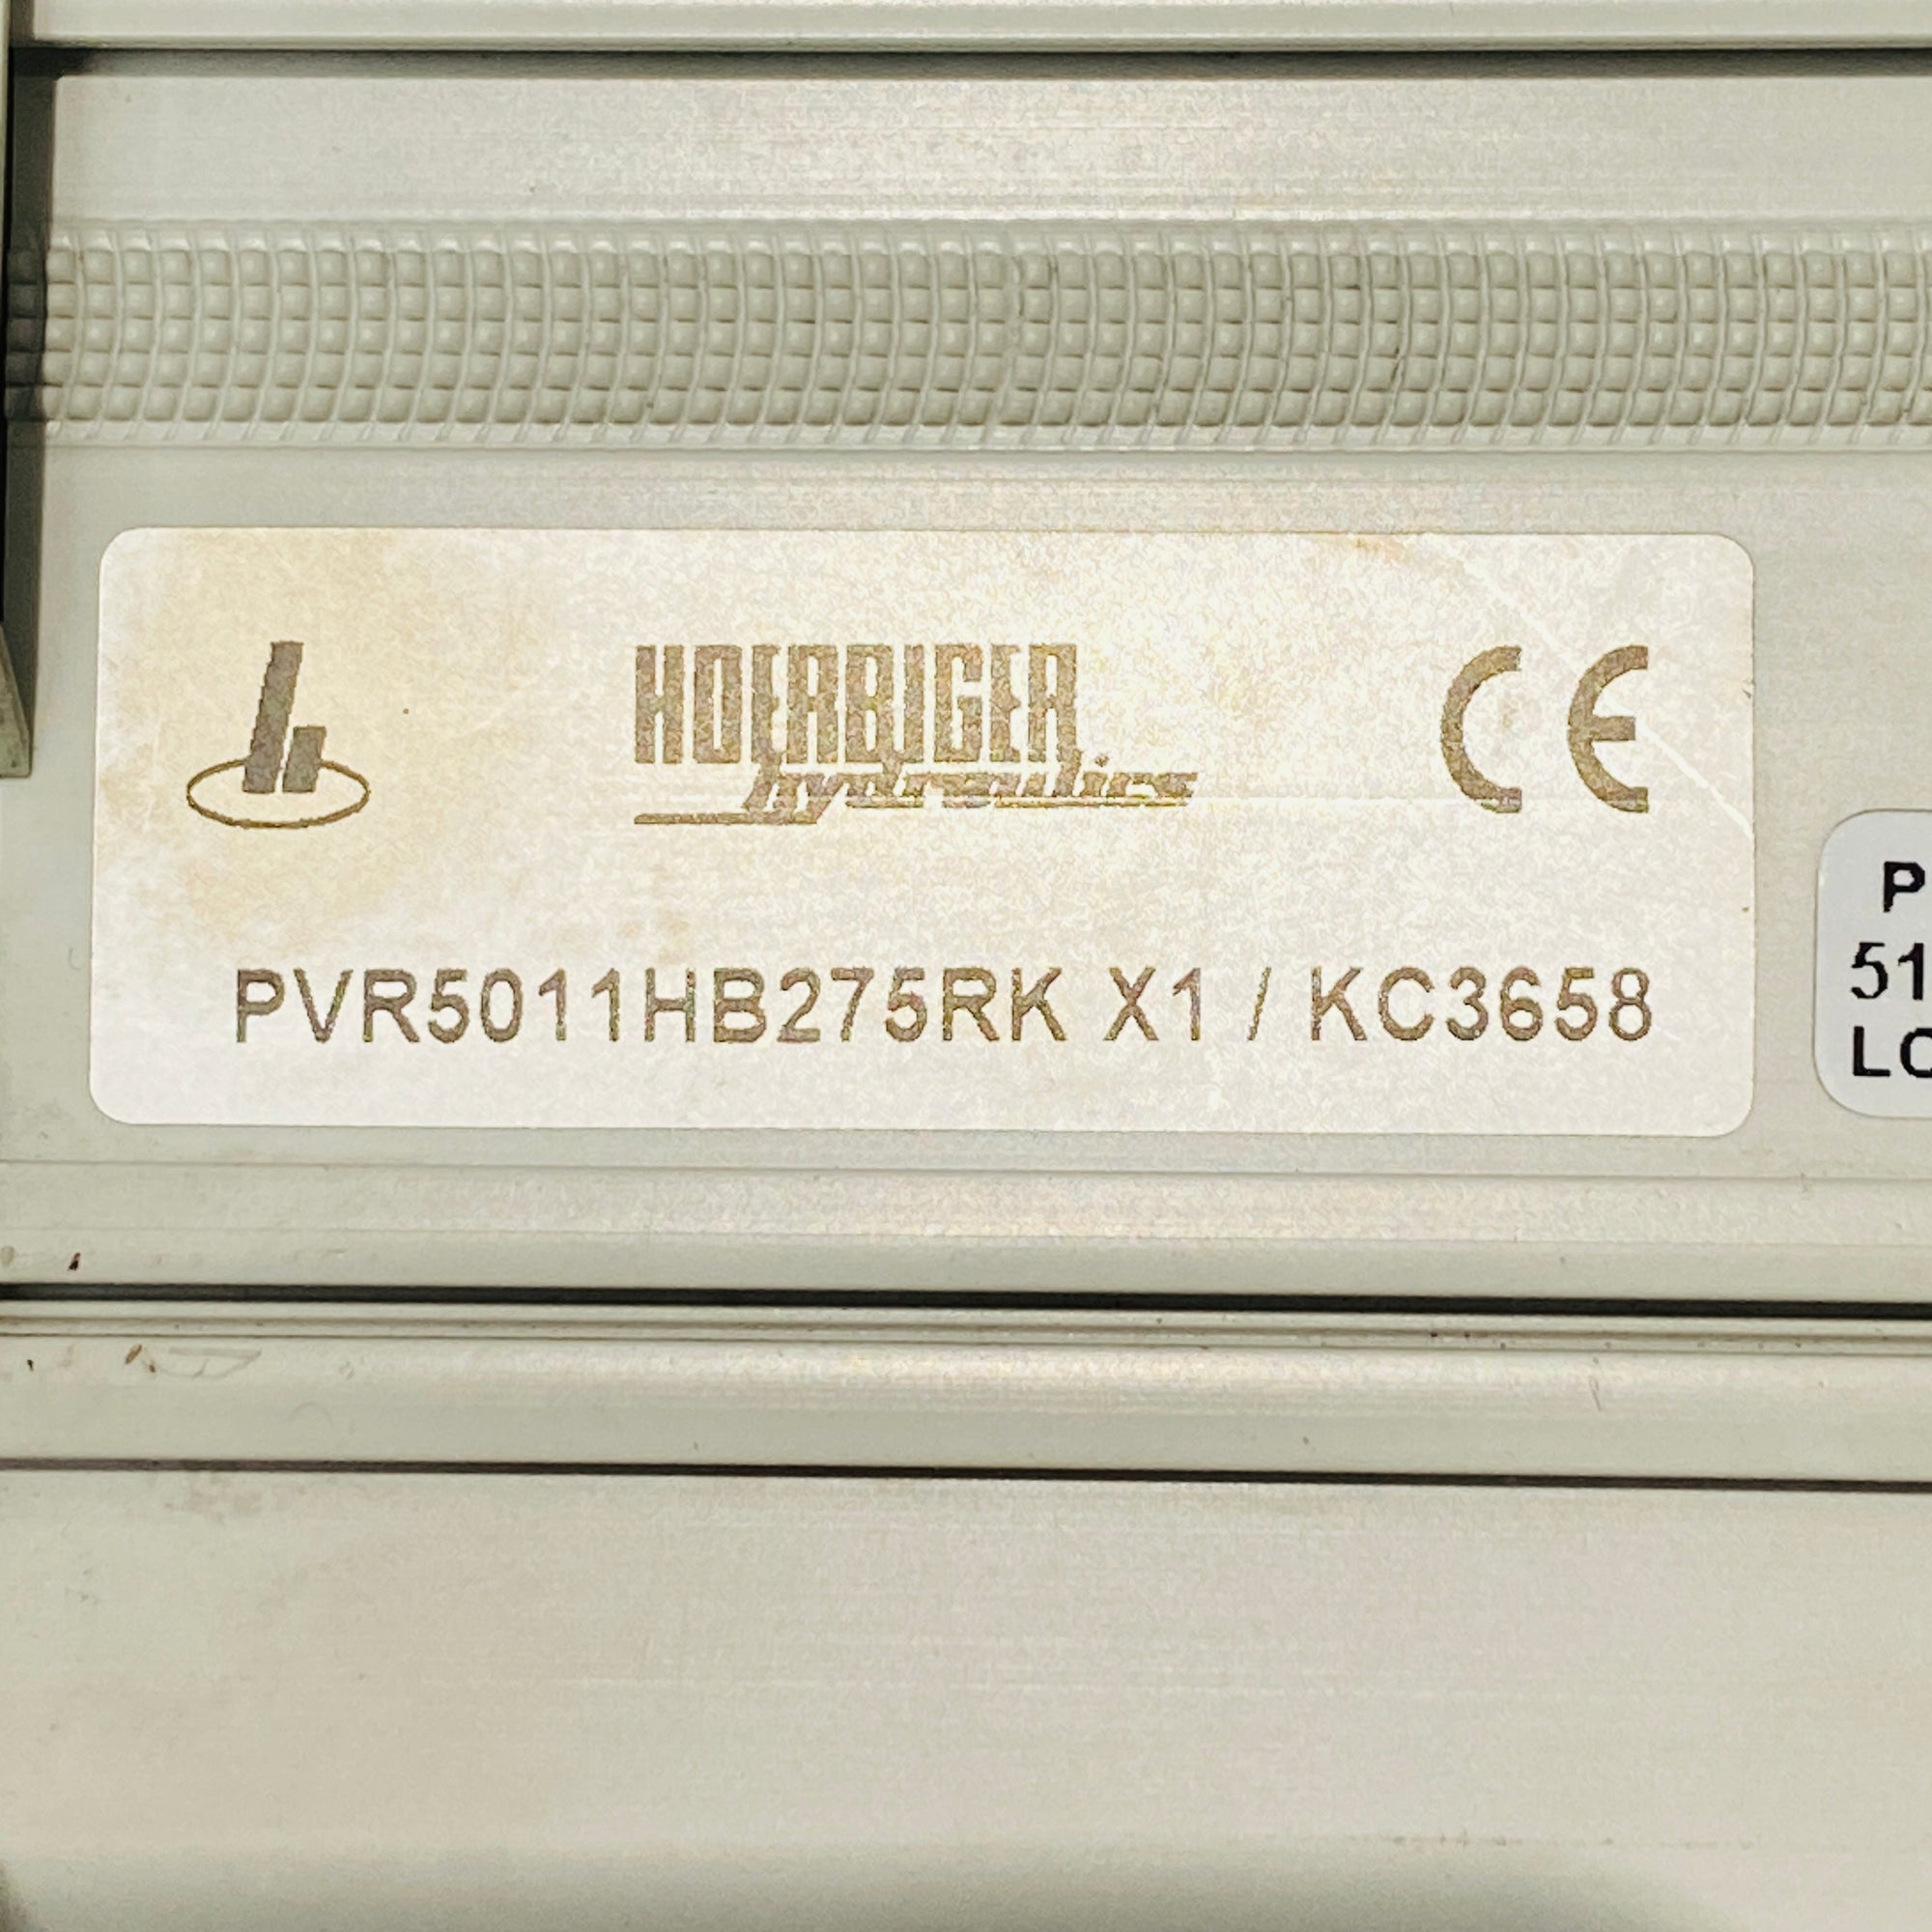 HOERBIGER
hydraulics
CE
PVR5011HB275RK X1 / KC3658
P
51
LO